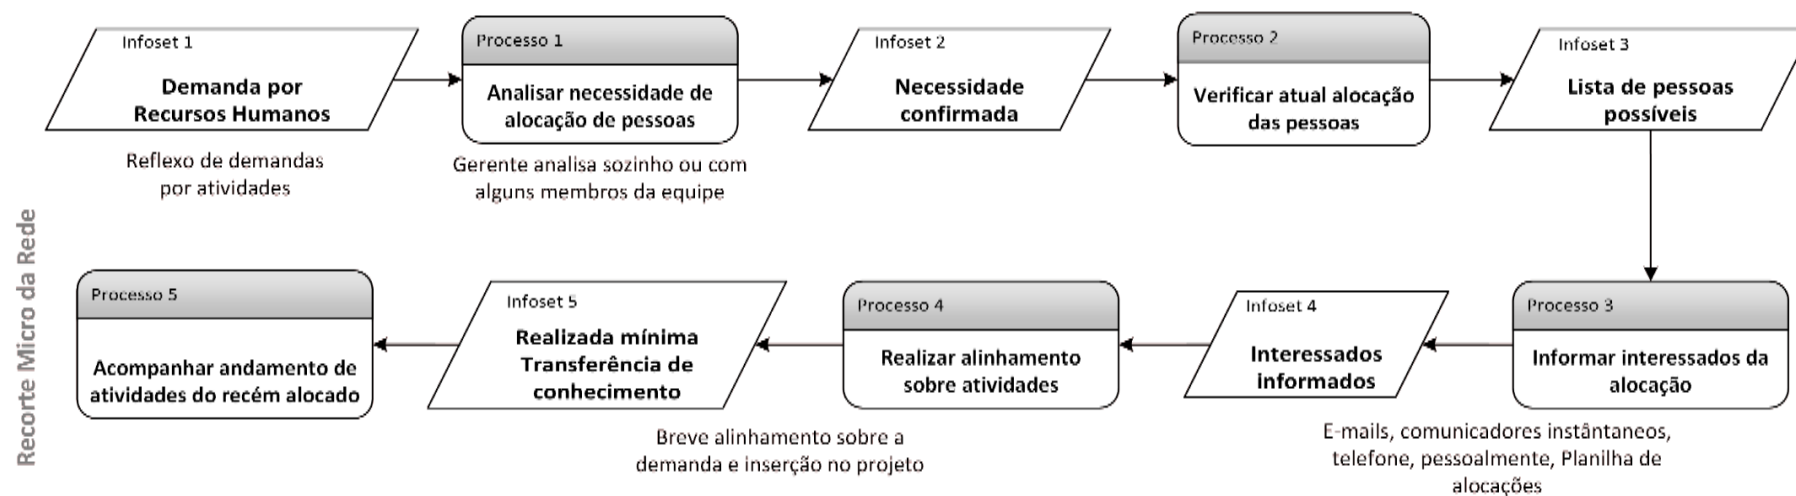 Infoset 1
Demanda por
Recursos Humanos
Reflexo de demandas
por atividades
Processo 1
Analisar necessidade de
alocação de pessoas
Gerente analisa sozinho ou com
alguns membros da equipe
Infoset 2
Necessidade
confirmada
Processo 2
Verificar atual alocação
das pessoas
Infoset 3
Lista de pessoas
possíveis
Processo 3
Informar interessados da
alocação
E-mails, comunicadores instântaneos,
telefone, pessoalmente, Planilha de
alocações
Infoset 4
Interessados
informados
Processo 4
Realizar alinhamento
sobre atividades
Breve alinhamento sobre a
demanda e inserção no projeto
Infoset 5
Realizada mínima
Transferência de
conhecimento
Processo 5
Acompanhar andamento de
atividades do recém alocado
Recorte Micro da Rede